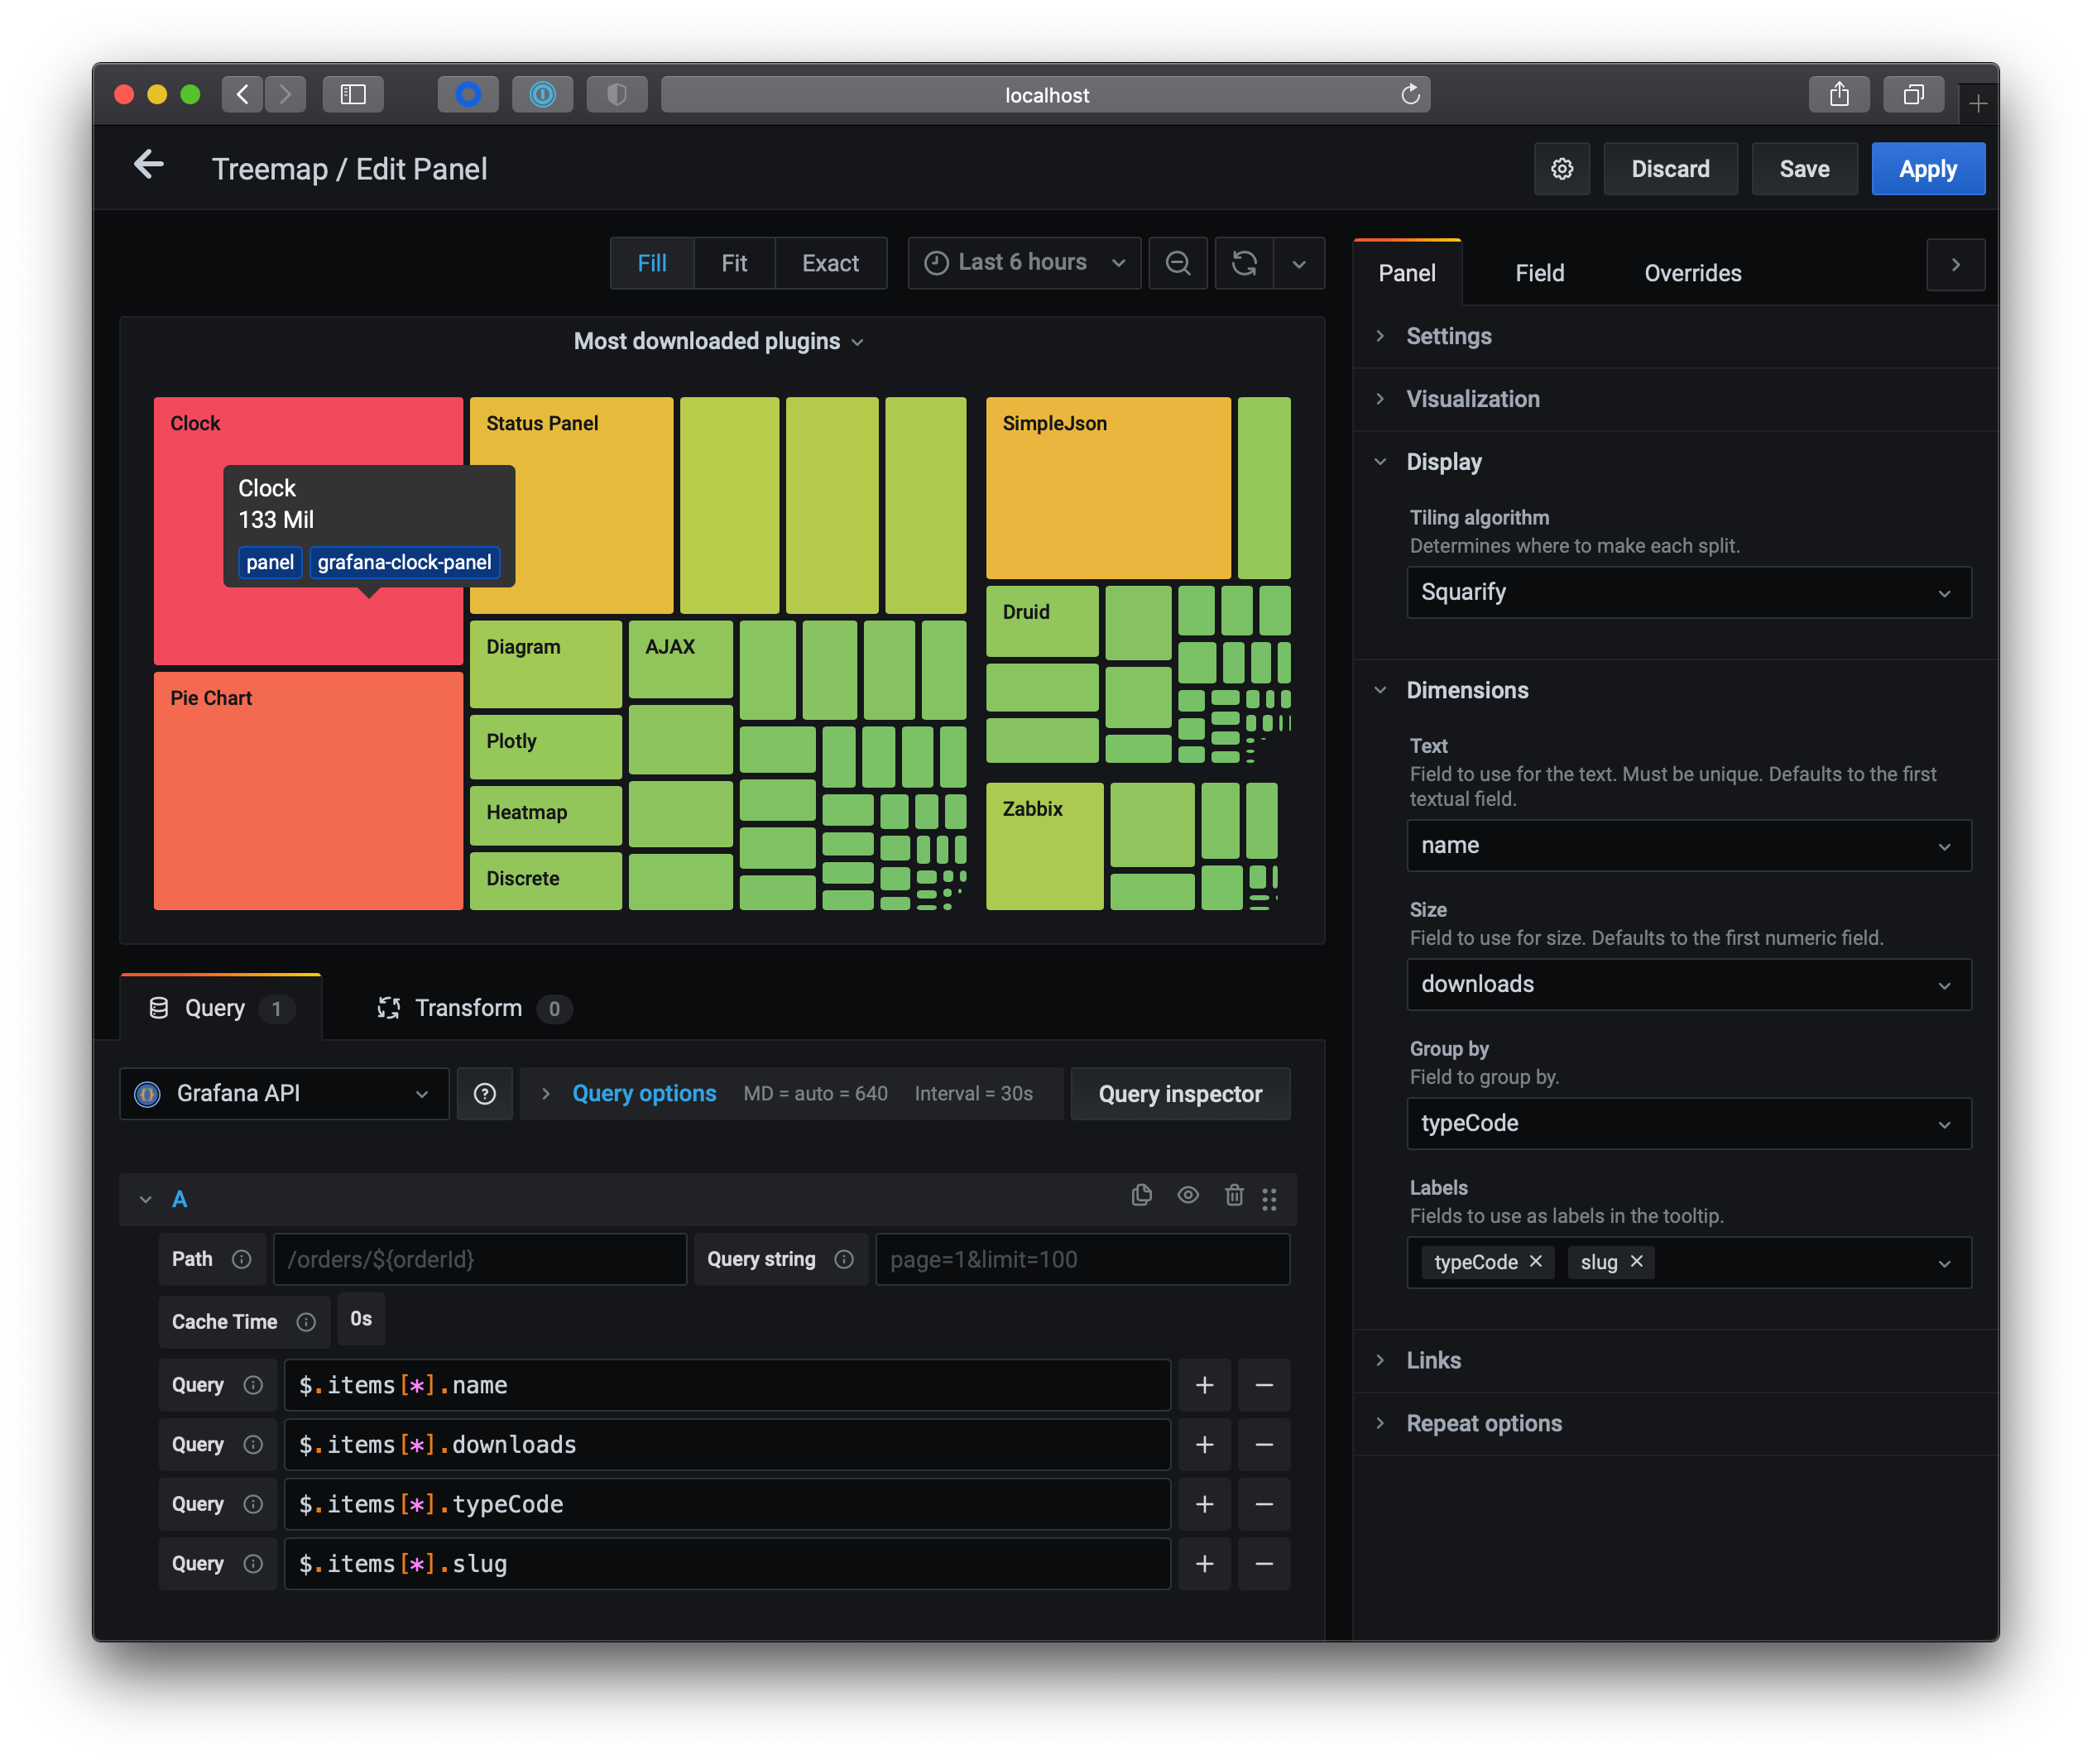 localhost
Treemap / Edit Panel
Discard
Save
Apply
Fill
Fit
Exact
Last 6 hours
Most downloaded plugins
Clock
Status Panel
SimpleJson
Clock
133 Mil
panel
grafana-clock-panel
Druid
Diagram
AJAX
Pie Chart
Plotly
Heatmap
Zabbix
Discrete
Query 1
Transform 0
Grafana API
Query options
MD = auto = 640
Interval = 30s
Query inspector
A
Path
/orders/${orderId}
Query string
page=1&limit=100
Cache Time
0s
Query
$.items[*].name
Query
$.items[*].downloads
Query
$.items[*].typeCode
Query
$.items[*].slug
Panel
Field
Overrides
Settings
Visualization
Display
Tiling algorithm
Determines where to make each split.
Squarify
Dimensions
Text
Field to use for the text. Must be unique. Defaults to the first
textual field.
name
Size
Field to use for size. Defaults to the first numeric field.
downloads
Group by
Field to group by.
typeCode
Labels
Fields to use as labels in the tooltip.
typeCode
slug
Links
Repeat options